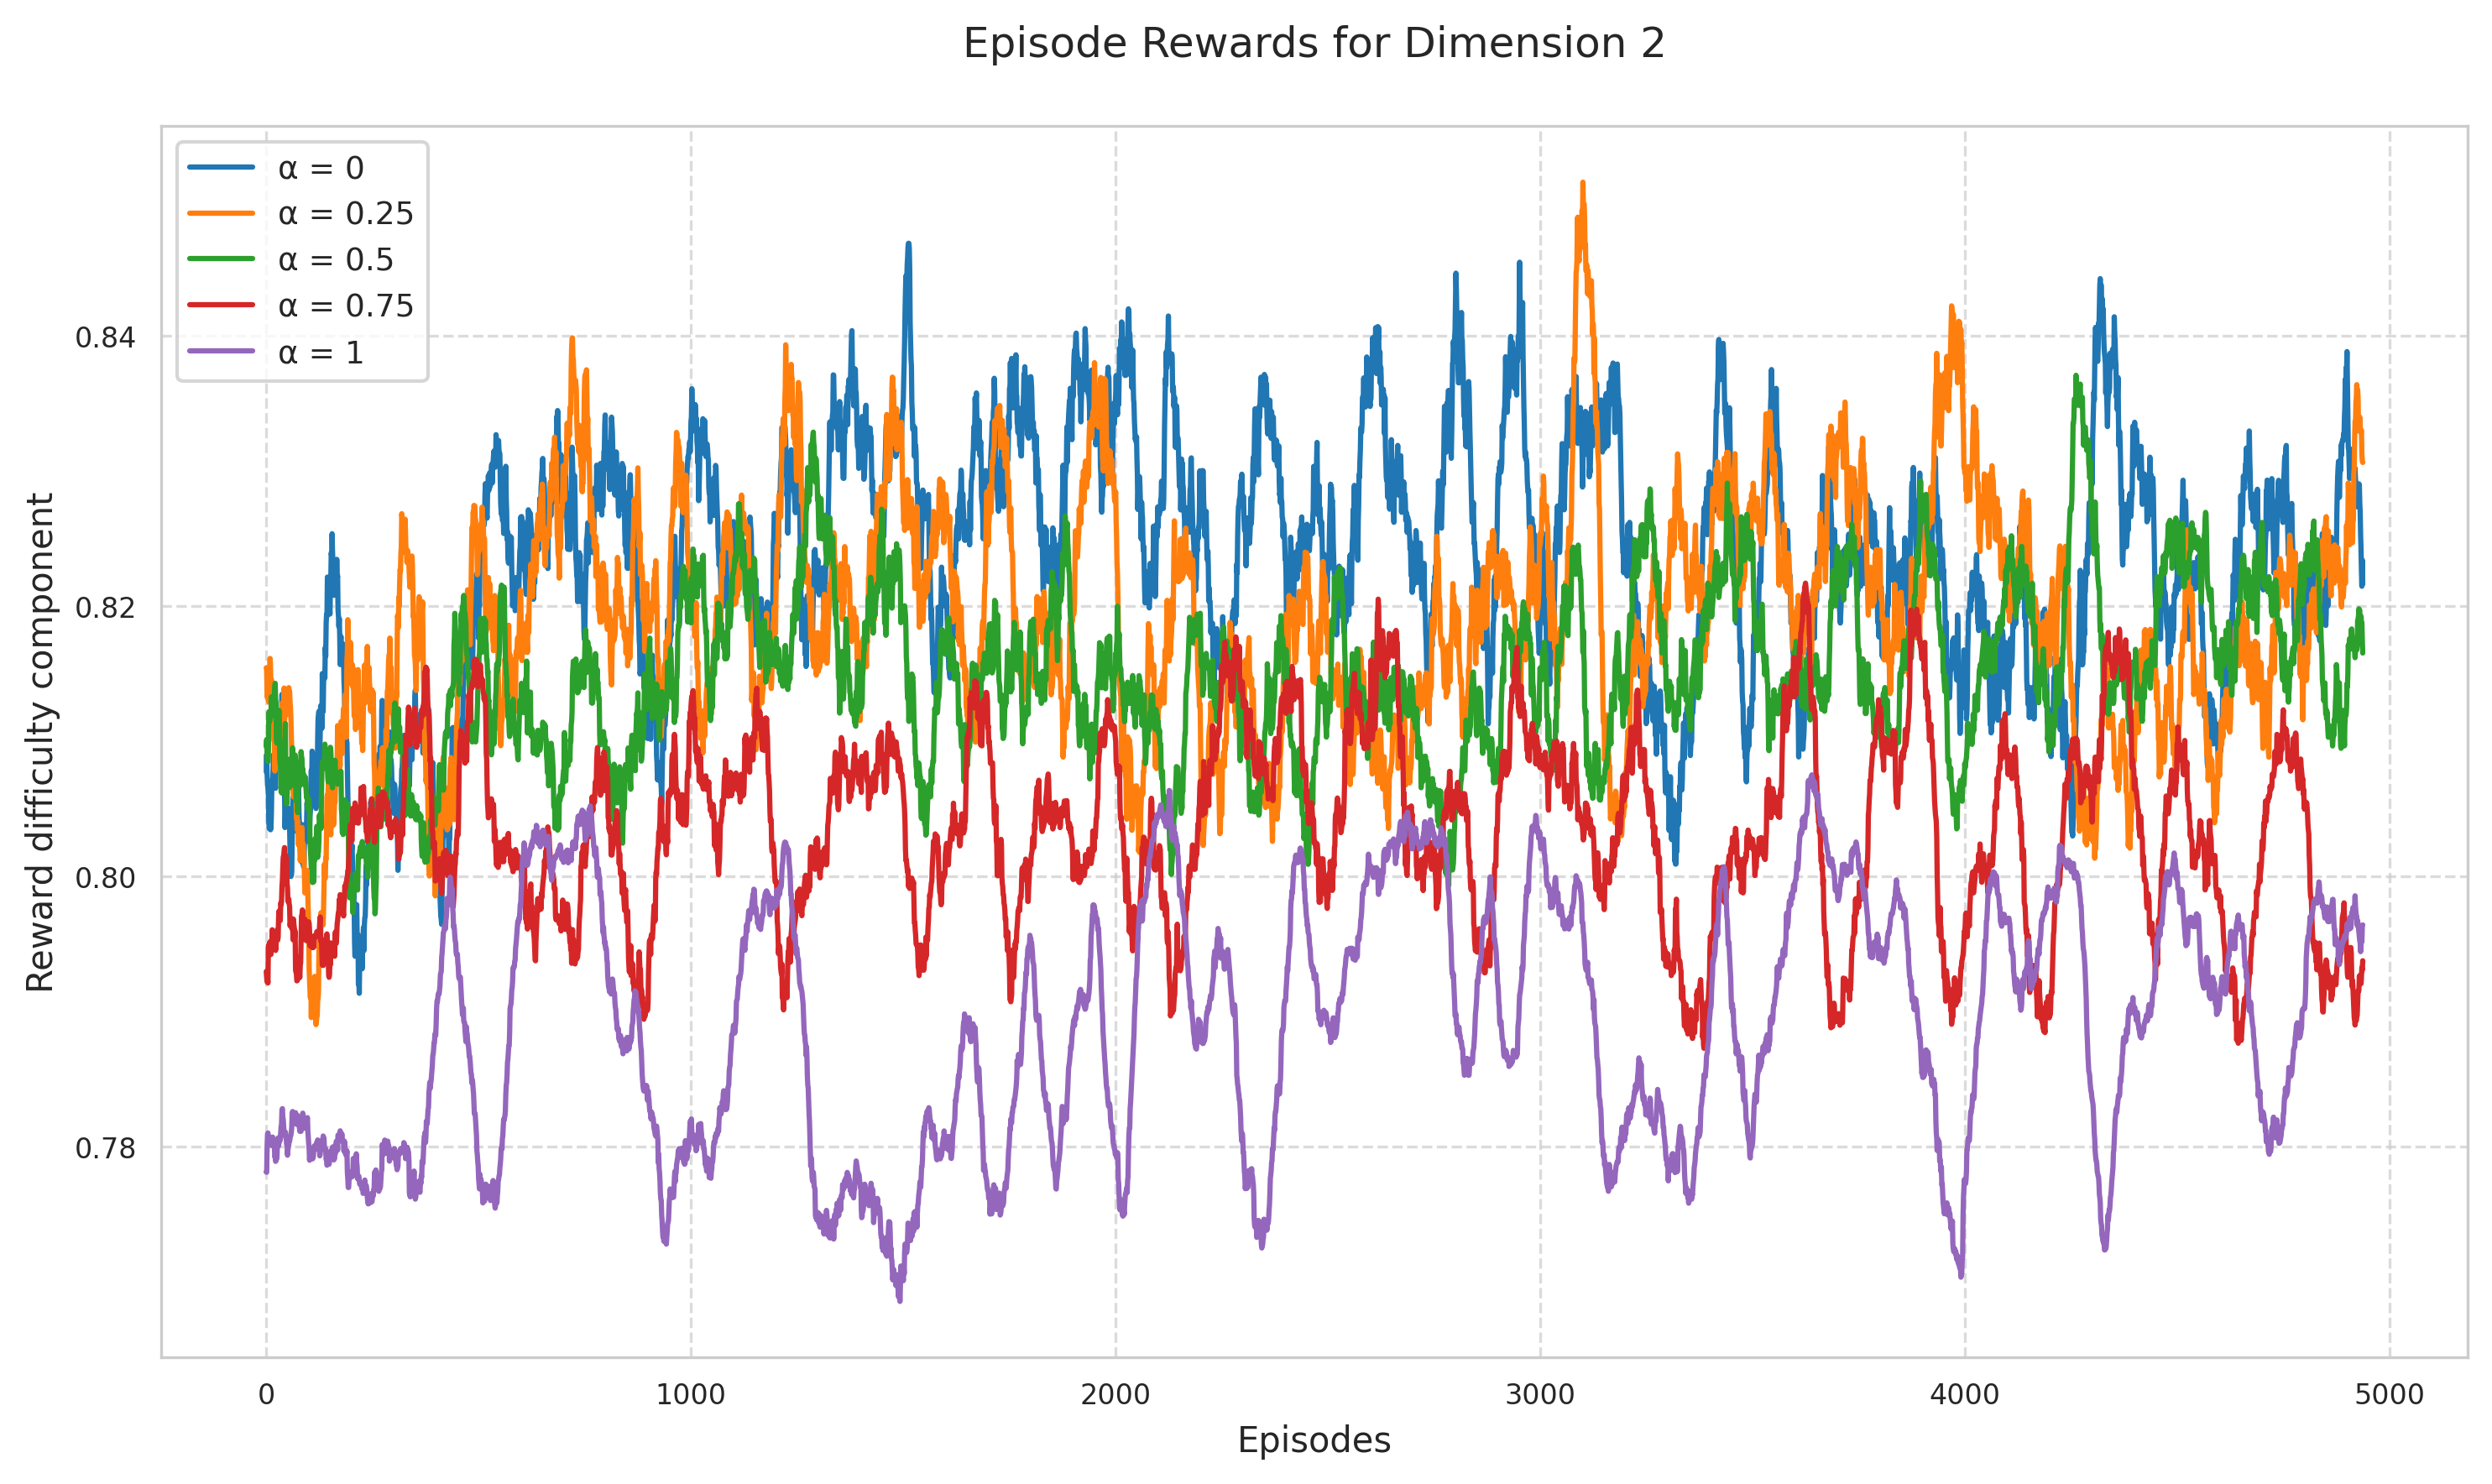 Episode Rewards for Dimension 2
α = 0
α = 0.25
α = 0.5
α = 0.75
α = 1
0.84
0.82
0.80
0.78
Reward difficulty component
0 1000 2000 3000 4000 5000
Episodes